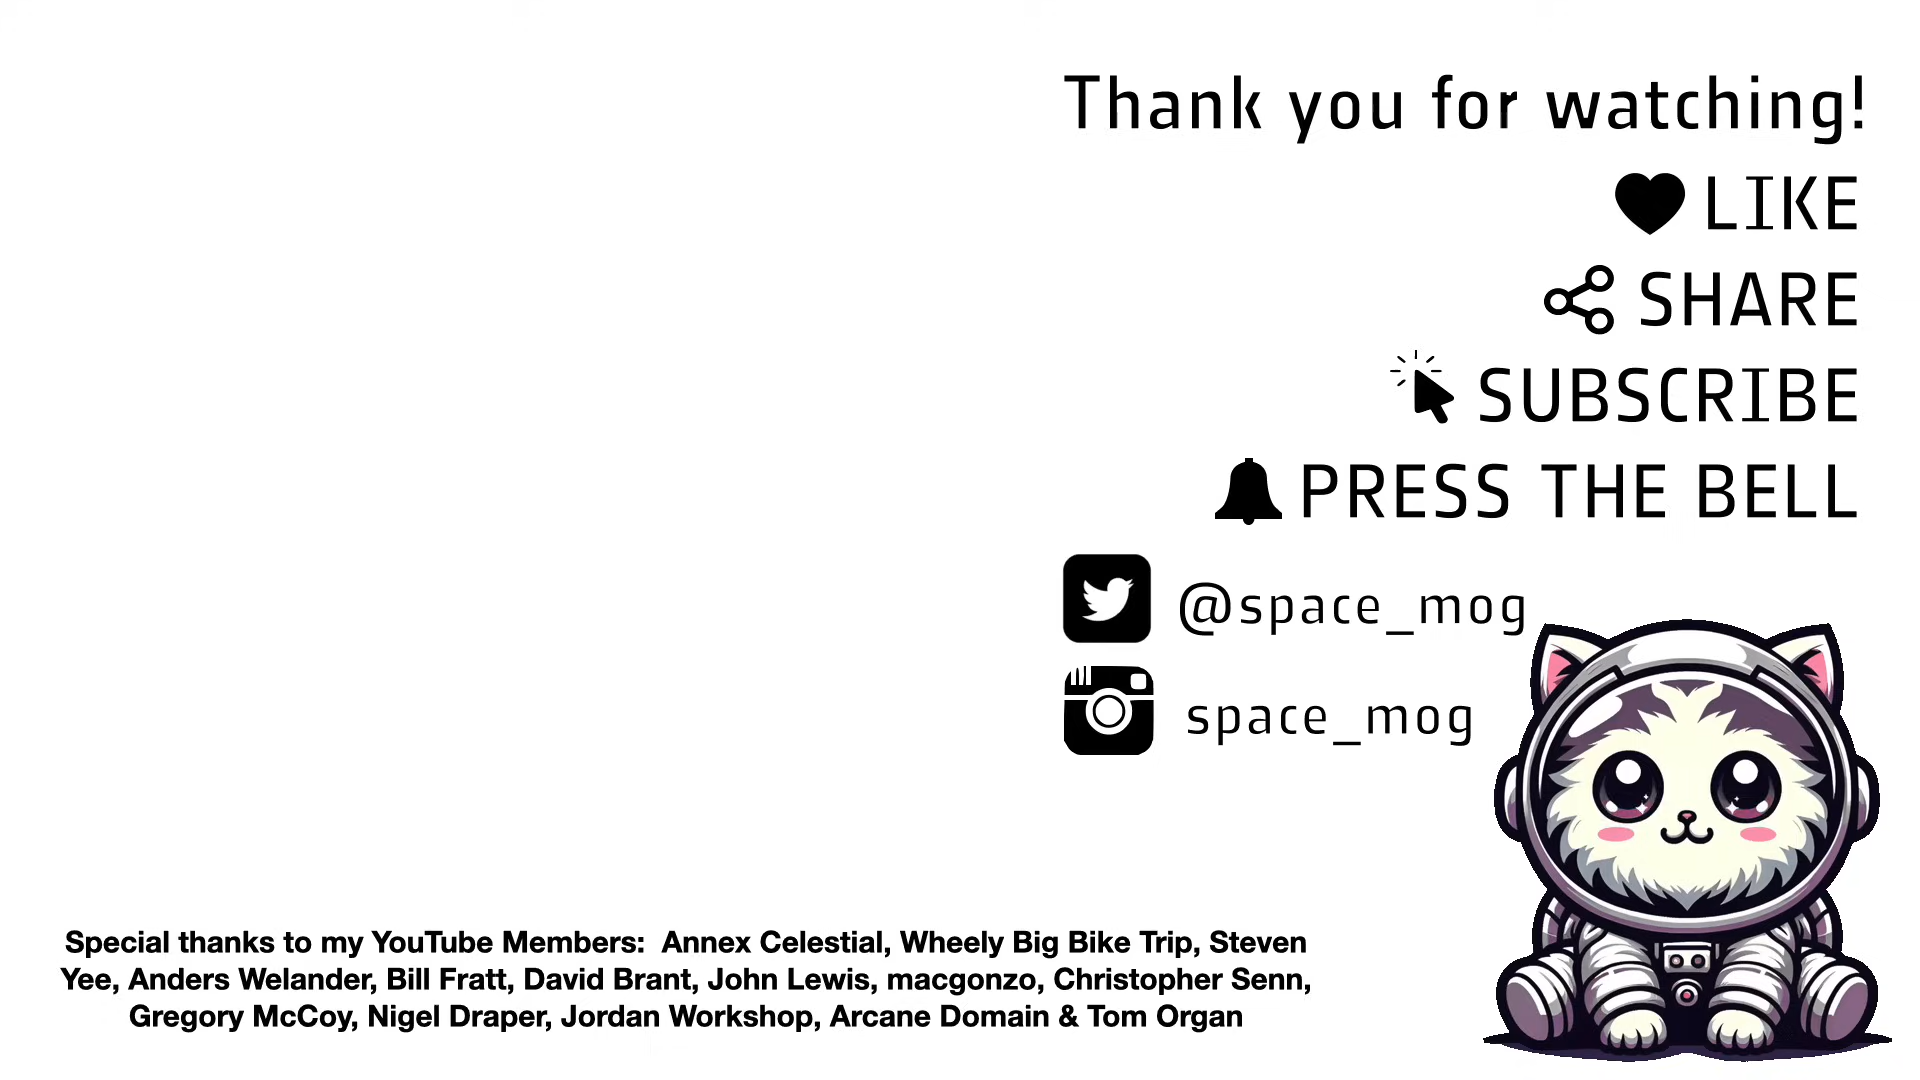 Thank you for watching!
LIKE
SHARE
SUBSCRIBE
PRESS THE BELL
@space_mog
space_mog
Special thanks to my YouTube Members:  Annex Celestial, Wheely Big Bike Trip, Steven
Yee, Anders Welander, Bill Fratt, David Brant, John Lewis, macgonzo, Christopher Senn,
Gregory McCoy, Nigel Draper, Jordan Workshop, Arcane Domain & Tom Organ